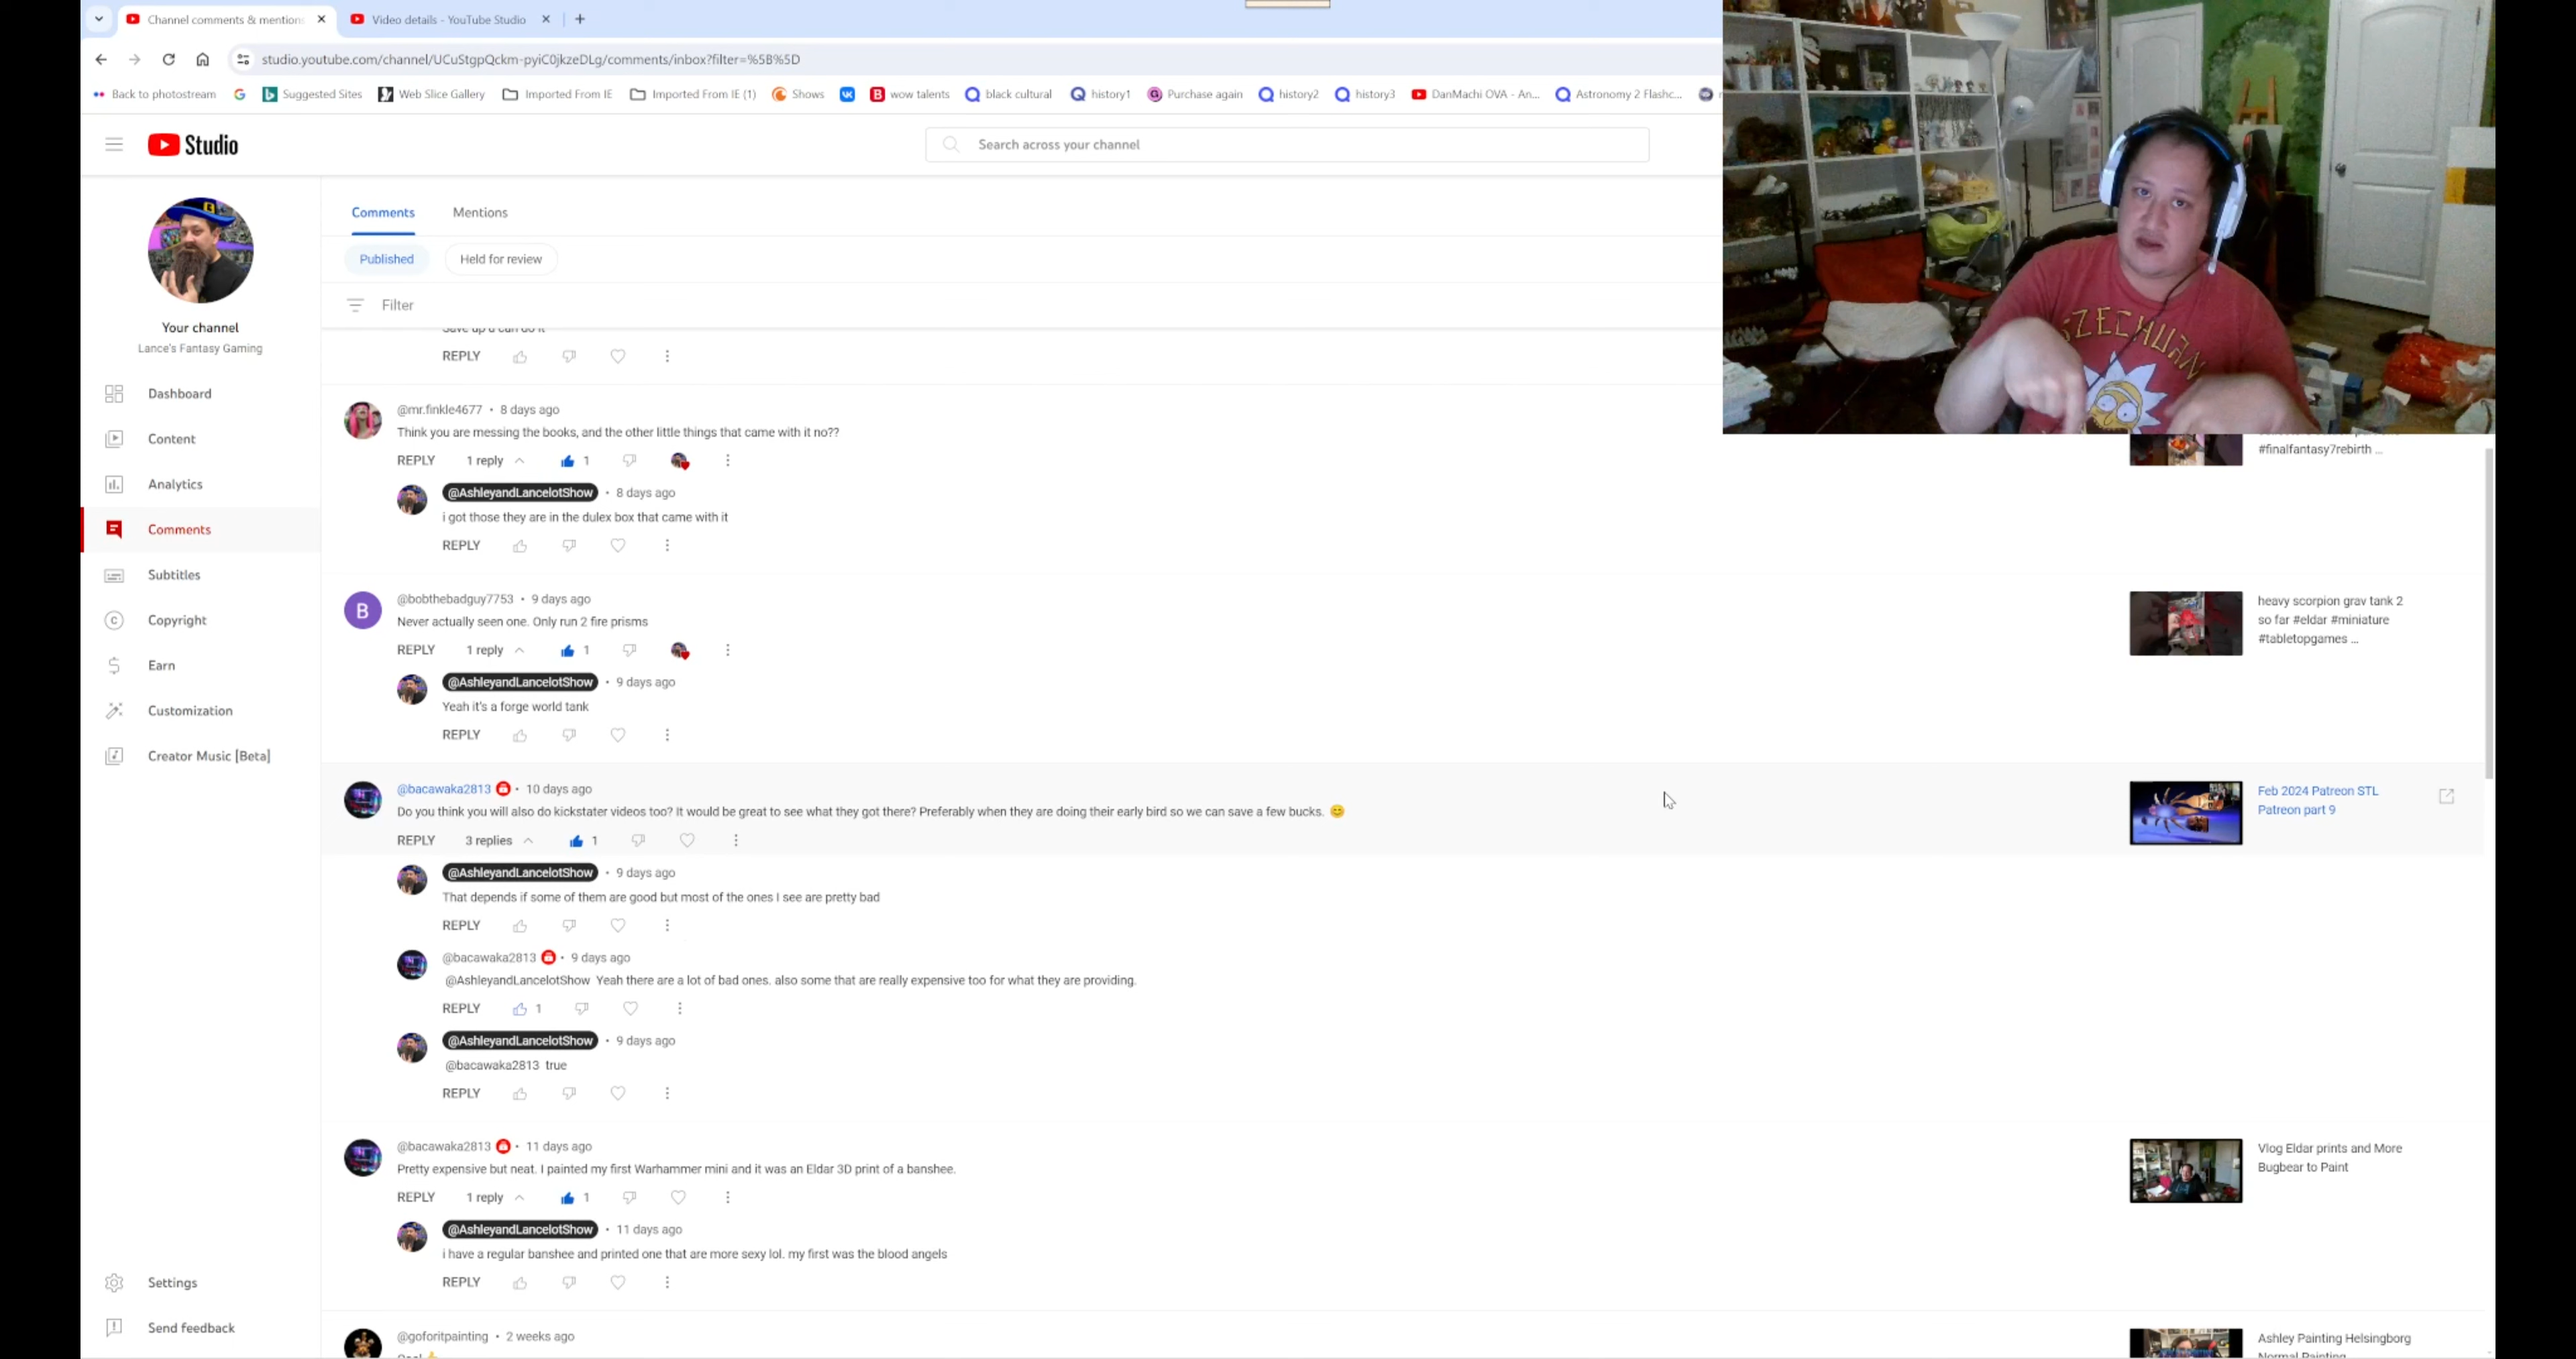 Channel comments & mention
Video details - YouTube Studio
studio.youtube.com/channel/UCuStgpQckm-pyiC0jkzeDLg/comments/inbox?filter=%5B%5D
Back to photostream
Suggested Sites
Web Slice Gallery
Imported From IE
Imported From IE (1)
Shows
wow talents
black cultural
history1
Purchase again
history2
history3
DanMachi OVA - An...
Astronomy 2 Flashc...
Studio
Search across your channel
Your channel
Lance's Fantasy Gaming
Dashboard
Content
Analytics
Comments
Subtitles
Copyright
Earn
Customization
Creator Music [Beta]
Settings
Send feedback
Comments Mentions
Published Held for review
Filter
Save up u can do it
REPLY
@mr.finkle4677 • 8 days ago
Think you are messing the books, and the other little things that came with it no??
REPLY 1 reply 1
@AshleyandLancelotShow • 8 days ago
i got those they are in the dulex box that came with it
REPLY
#finalfantasy7rebirth ...
B
@bobthebadguy7753 • 9 days ago
Never actually seen one. Only run 2 fire prisms
REPLY 1 reply 1
@AshleyandLancelotShow • 9 days ago
Yeah it's a forge world tank
REPLY
heavy scorpion grav tank 2
so far #eldar #miniature
#tabletopgames ...
@bacawaka2813 • 10 days ago
Do you think you will also do kickstater videos too? It would be great to see what they got there? Preferably when they are doing their early bird so we can save a few bucks. 😊
REPLY 3 replies 1
Feb 2024 Patreon STL
Patreon part 9
@AshleyandLancelotShow • 9 days ago
That depends if some of them are good but most of the ones I see are pretty bad
REPLY
@bacawaka2813 • 9 days ago
@AshleyandLancelotShow Yeah there are a lot of bad ones. also some that are really expensive too for what they are providing.
REPLY 1
@AshleyandLancelotShow • 9 days ago
@bacawaka2813 true
REPLY
@bacawaka2813 • 11 days ago
Pretty expensive but neat. I painted my first Warhammer mini and it was an Eldar 3D print of a banshee.
REPLY 1 reply 1
Vlog Eldar prints and More
Bugbear to Paint
@AshleyandLancelotShow • 11 days ago
i have a regular banshee and printed one that are more sexy lol. my first was the blood angels
REPLY
@goforitpainting • 2 weeks ago
Ashley Painting Helsingborg
Normal Painting
SZECHUAN